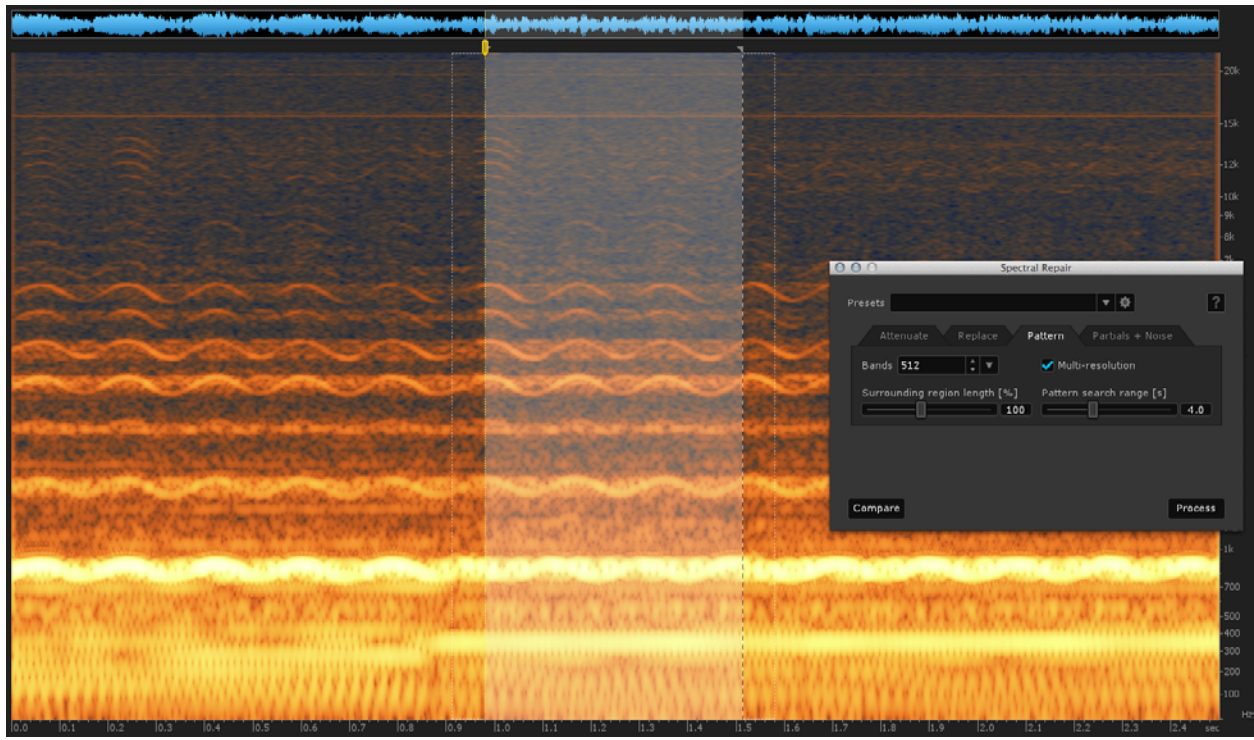 20k
15k
12k
10k
9k
8k
7k
Spectral Repair
Presets
?
Attenuate Replace Pattern Partials + Noise
Bands 512 Multi-resolution
Surrounding region length [%] Pattern search range [s]
100 4.0
Compare Process
1k
700
500
400
300
200
100
Hz
0.0 0.1 0.2 0.3 0.4 0.5 0.6 0.7 0.8 0.9 1.0 1.1 1.2 1.3 1.4 1.5 1.6 1.7 1.8 1.9 2.0 2.1 2.2 2.3 2.4 sec